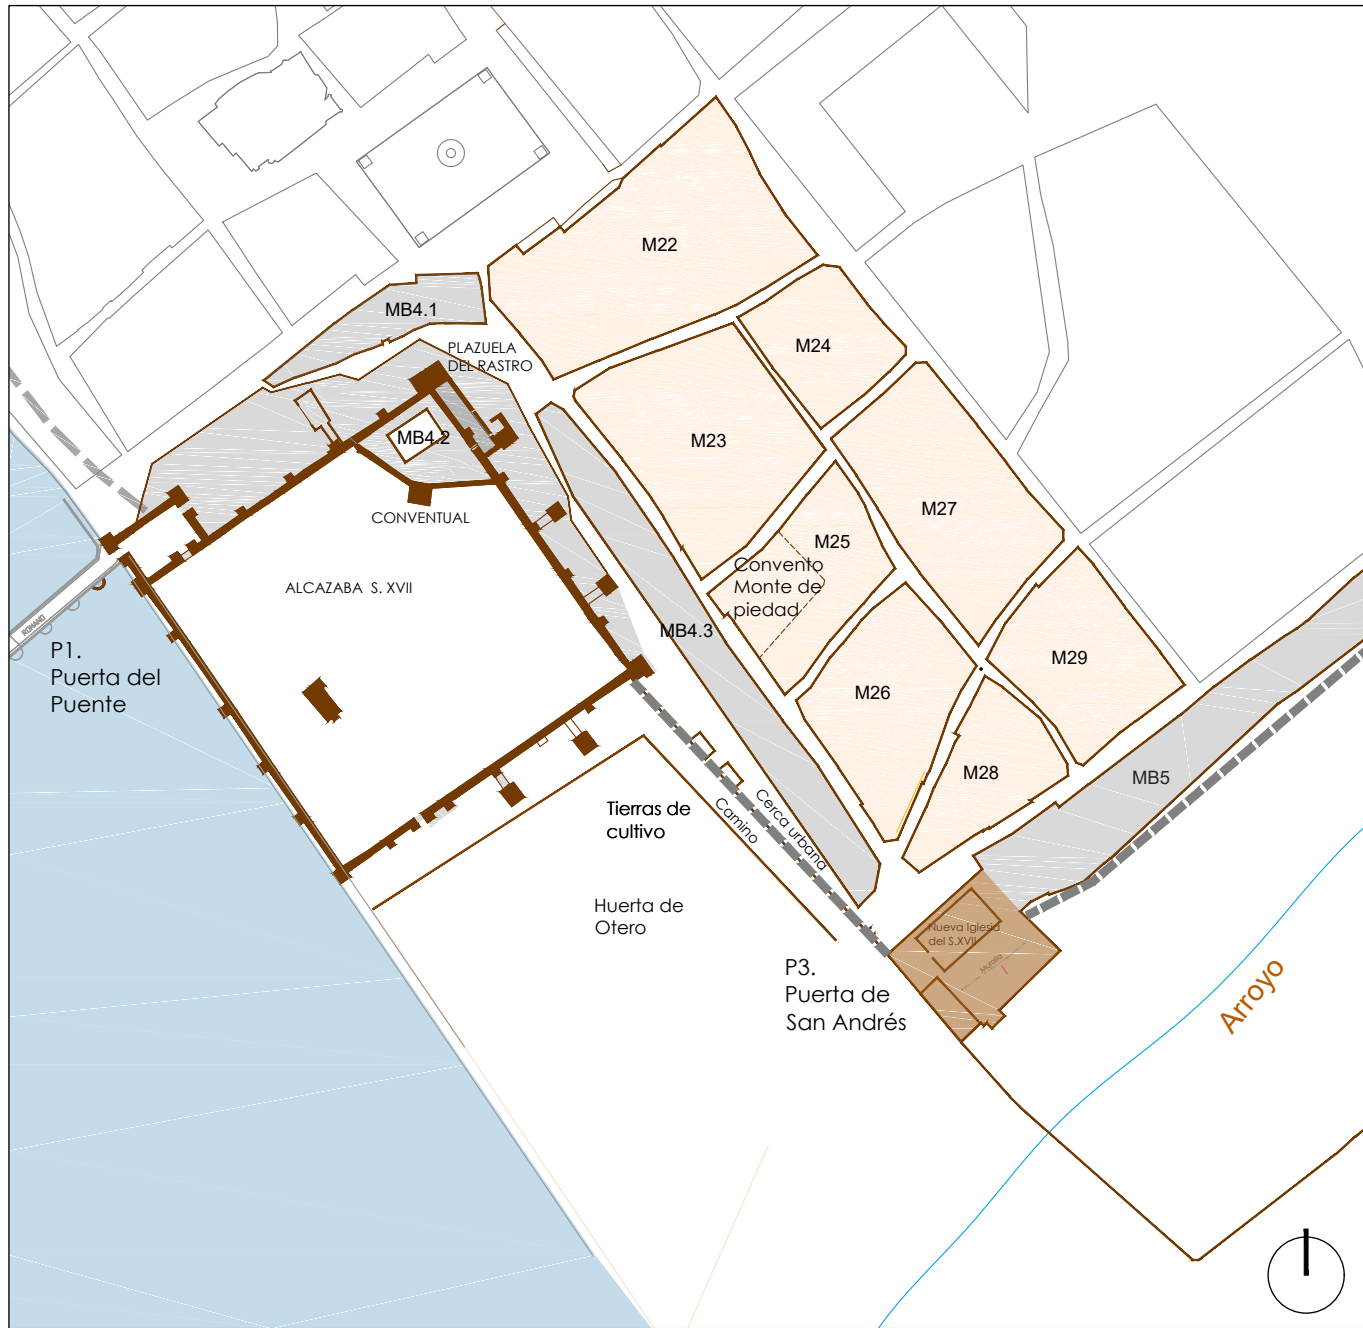 M22
MB4.1
PLAZUELA
DEL RASTRO
M24
MB4.2
M23
CONVENTUAL
M27
M25
Convento
Monte de
piedad
ALCAZABA S. XVII
ROMANO
P1.
Puerta del
Puente
MB4.3
M29
M26
M28
MB5
Tierras de
cultivo
Cerca urbana
Camino
Huerta de
Otero
Nueva Iglesia
del S.XVII
Muralla
P3.
Puerta de
San Andrés
Arroyo